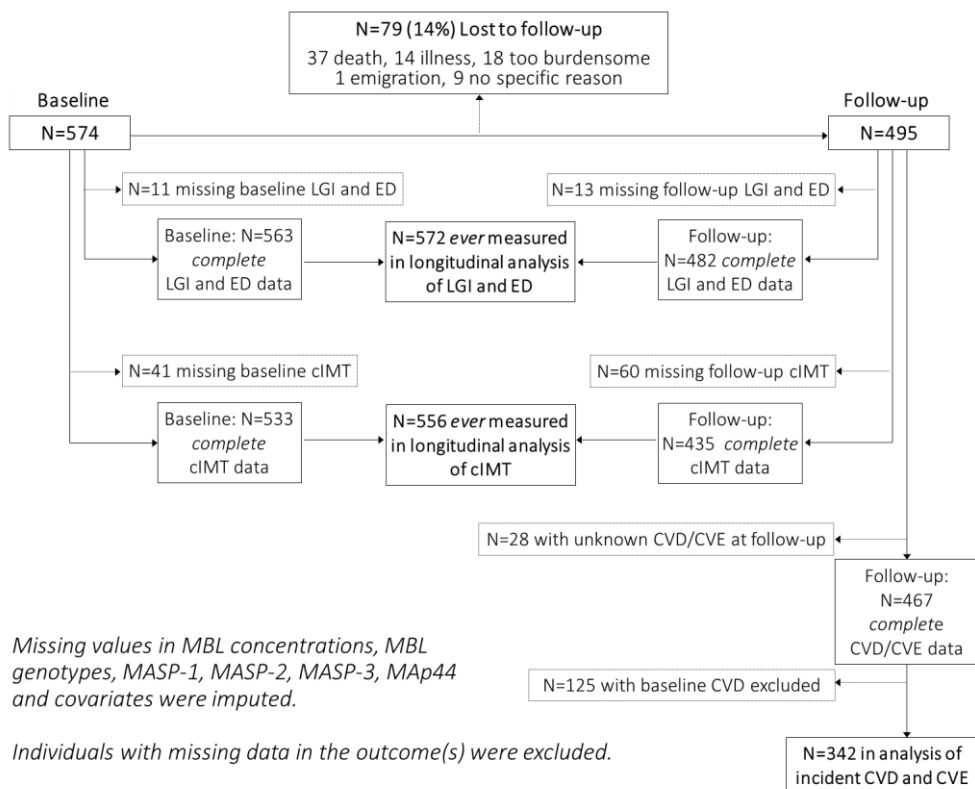 N=79 (14%) Lost to follow-up
37 death, 14 illness, 18 too burdensome
1 emigration, 9 no specific reason
Baseline
N=574
Follow-up
N=495
N=11 missing baseline LGI and ED
N=13 missing follow-up LGI and ED
Baseline: N=563
complete
LGI and ED data
N=572 ever measured
in longitudinal analysis
of LGI and ED
Follow-up:
N=482 complete
LGI and ED data
N=41 missing baseline cIMT
N=60 missing follow-up cIMT
Baseline: N=533
complete
cIMT data
N=556 ever measured
in longitudinal analysis
of cIMT
Follow-up:
N=435 complete
cIMT data
N=28 with unknown CVD/CVE at follow-up
Follow-up:
N=467
complete
CVD/CVE data
N=125 with baseline CVD excluded
N=342 in analysis of
incident CVD and CVE
Missing values in MBL concentrations, MBL
genotypes, MASP-1, MASP-2, MASP-3, MAp44
and covariates were imputed.
Individuals with missing data in the outcome(s) were excluded.